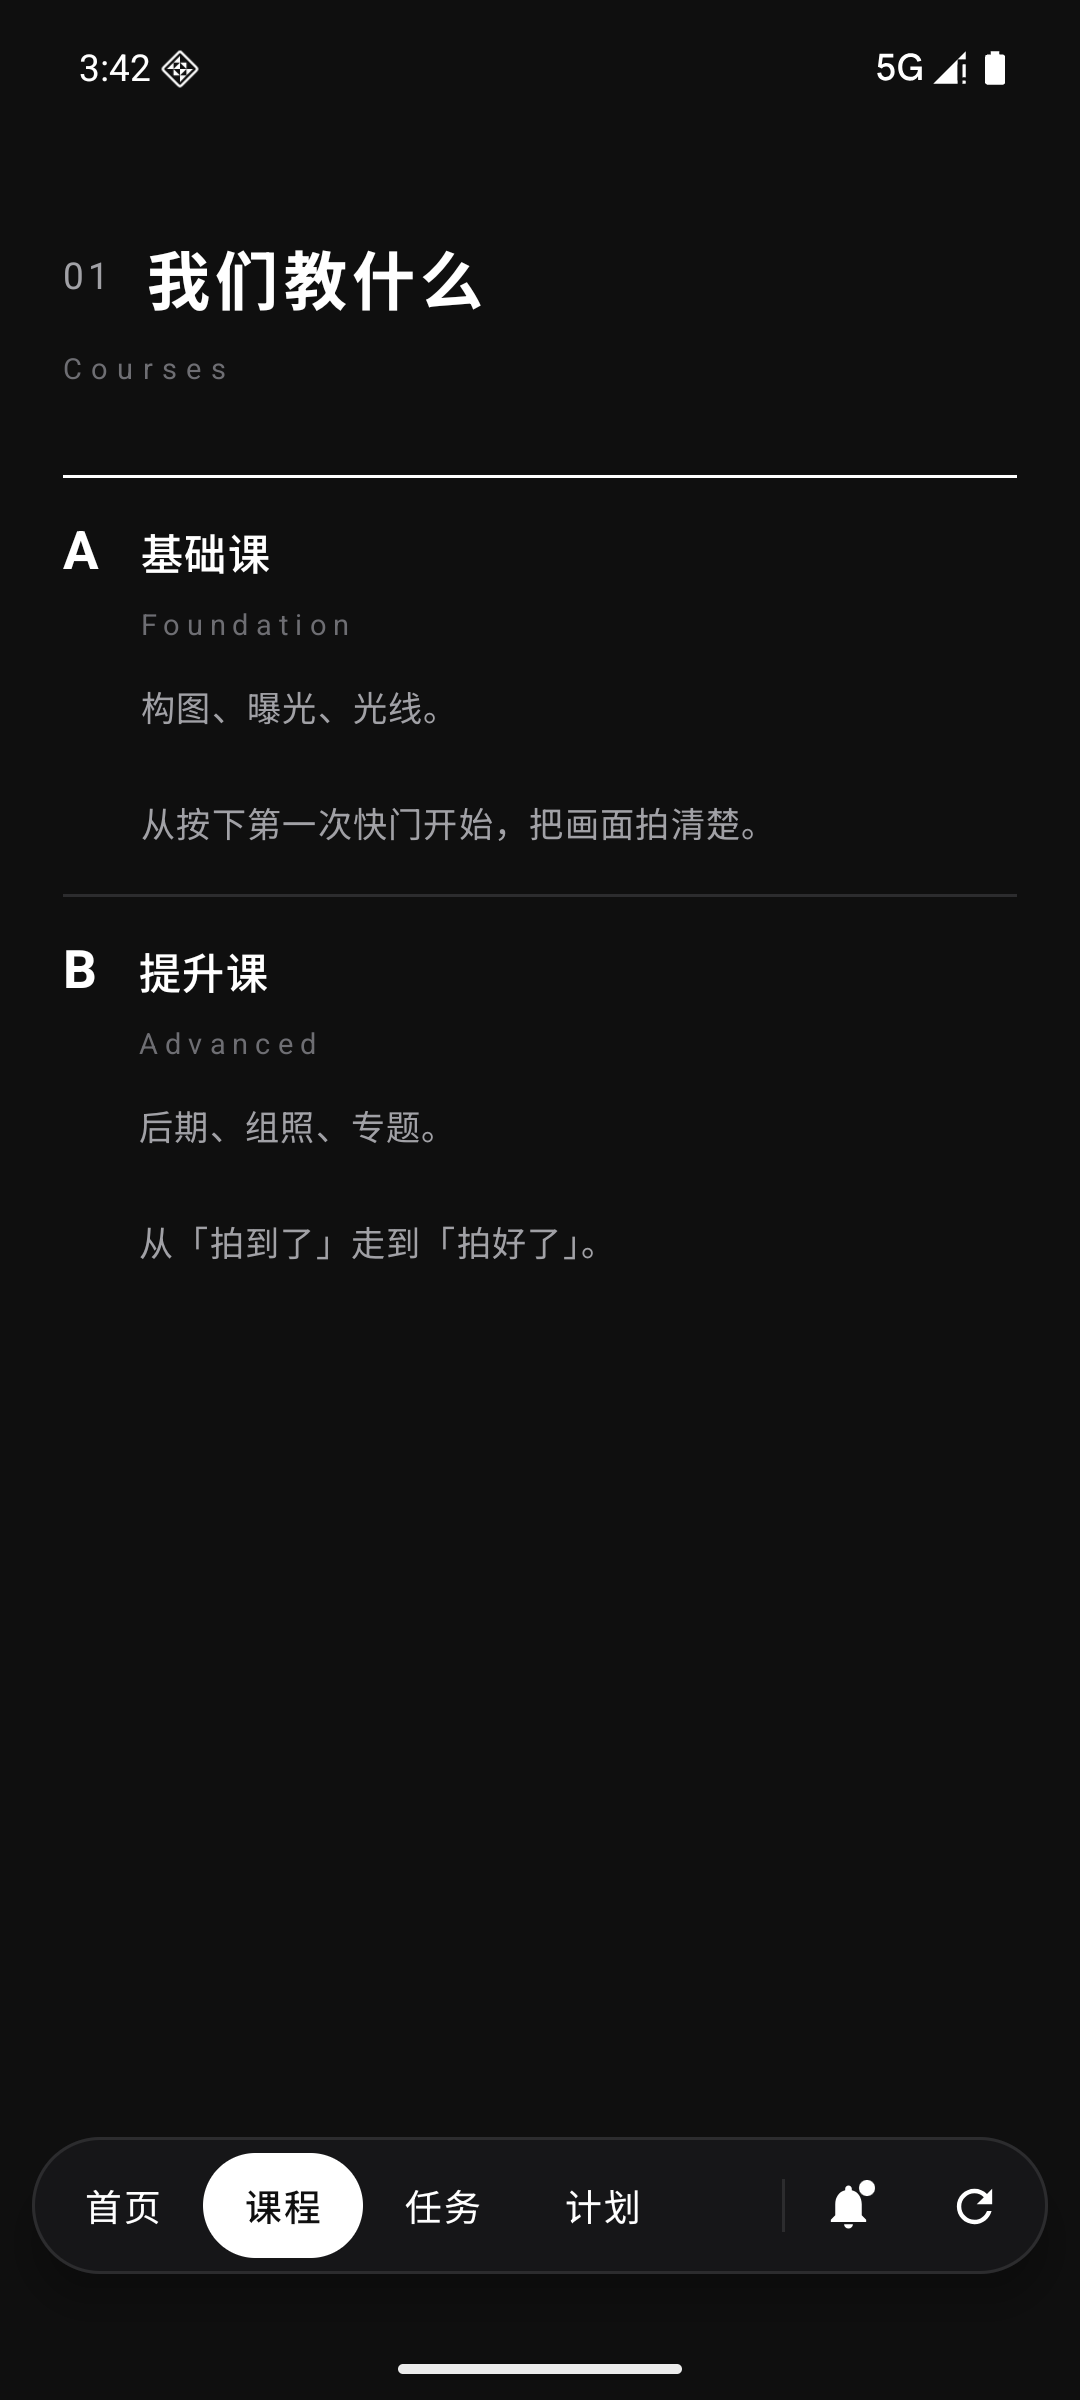 3:42
5G
01 我们教什么
Courses
A 基础课
Foundation
构图、曝光、光线。
从按下第一次快门开始，把画面拍清楚。
B 提升课
Advanced
后期、组照、专题。
从「拍到了」走到「拍好了」。
首页 课程 任务 计划